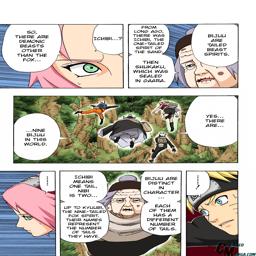 BIJUU
ARE
TAILED
BEAST
SPIRITS.
FROM
LONG AGO,
THERE WAS
ICHIBI, THE
ONE-TAILED
SPIRIT OF
THE SAND.
THEN
SHUKAKU,
WHICH WAS
SEALED
IN GAARA.
ICHIBI...?
SO,
THERE ARE
DEMONIC
BEASTS
OTHER
THAN THE
FOX...
YES...
THERE
ARE...
...NINE
BIJUU IN
THIS
WORLD.
BIJUU ARE
DISTINCT
IN
CHARACTER
...
EACH OF
THEM HAS A
DIFFERENT
NUMBER OF
TAILS.
ICHIBI
MEANS
ONE TAIL,
NIBI IS
TWO...
UP TO KYUUBI,
THE NINE-TAILED
FOX SPIRIT.
THEIR NAMES
REPRESENT
THE NUMBER
OF TAILS
THEY HAVE.